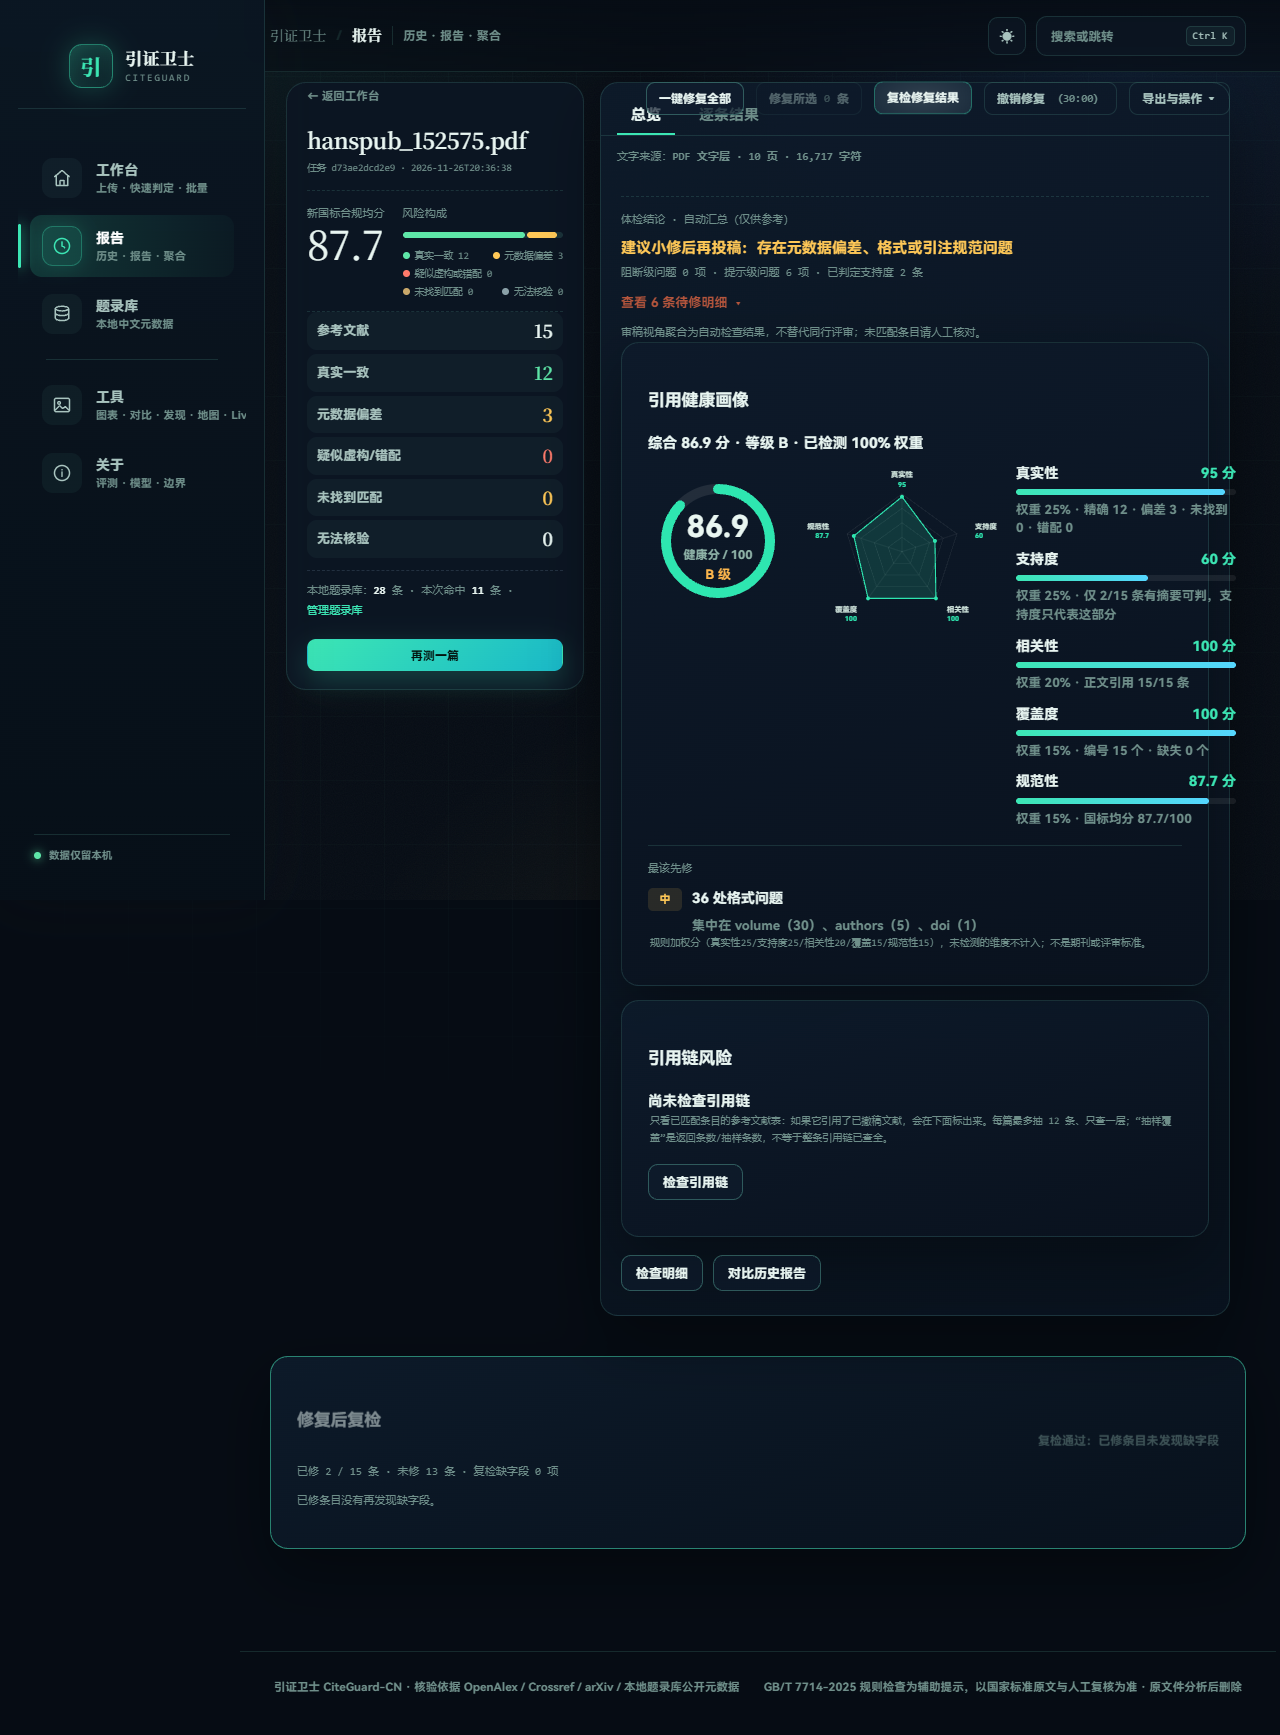 引
引证卫士
CITEGUARD
工作台
上传 · 快速判定 · 批量
报告
历史 · 报告 · 聚合
题录库
本地中文元数据
工具
图表 · 对比 · 发现 · 地图 · Liv
关于
评测 · 模型 · 边界
数据仅留本机
引证卫士 / 报告 历史 · 报告 · 聚合
搜索或跳转 Ctrl K
← 返回工作台
hanspub_152575.pdf
任务 d73ae2dcd2e9 · 2026-11-26T20:36:38
新国标合规均分
87.7
风险构成
真实一致 12
元数据偏差 3
疑似虚构或错配 0
未找到匹配 0
无法核验 0
参考文献 15
真实一致 12
元数据偏差 3
疑似虚构/错配 0
未找到匹配 0
无法核验 0
本地题录库：28 条 · 本次命中 11 条 ·
管理题录库
再测一篇
一键修复全部
修复所选 0 条
复检修复结果
撤销修复 (30:00)
导出与操作
总览
逐条结果
文字来源：PDF 文字层 · 10 页 · 16,717 字符
体检结论 · 自动汇总（仅供参考）
建议小修后再投稿：存在元数据偏差、格式或引注规范问题
阻断级问题 0 项 · 提示级问题 6 项 · 已判定支持度 2 条
查看 6 条待修明细
审稿视角聚合为自动检查结果，不替代同行评审；未匹配条目请人工核对。
引用健康画像
综合 86.9 分 · 等级 B · 已检测 100% 权重
86.9
健康分 / 100
B 级
真实性
95
支持度
60
相关性
100
覆盖度
100
规范性
87.7
真实性 95 分
权重 25% · 精确 12 · 偏差 3 · 未找到
0 · 错配 0
支持度 60 分
权重 25% · 仅 2/15 条有摘要可判，支
持度只代表这部分
相关性 100 分
权重 20% · 正文引用 15/15 条
覆盖度 100 分
权重 15% · 编号 15 个 · 缺失 0 个
规范性 87.7 分
权重 15% · 国标均分 87.7/100
最该先修
中 36 处格式问题
集中在 volume（30）、authors（5）、doi（1）
规则加权分（真实性25/支持度25/相关性20/覆盖15/规范性15），未检测的维度不计入；不是期刊或评审标准。
引用链风险
尚未检查引用链
只看已匹配条目的参考文献表：如果它引用了已撤稿文献，会在下面标出来。每篇最多抽 12 条、只查一层；“抽样覆
盖”是返回条数/抽样条数，不等于整条引用链已查全。
检查引用链
检查明细
对比历史报告
修复后复检
复检通过：已修条目未发现缺字段
已修 2 / 15 条 · 未修 13 条 · 复检缺字段 0 项
已修条目没有再发现缺字段。
引证卫士 CiteGuard-CN · 核验依据 OpenAlex / Crossref / arXiv / 本地题录库公开元数据
GB/T 7714-2025 规则检查为辅助提示，以国家标准原文与人工复核为准 · 原文件分析后删除